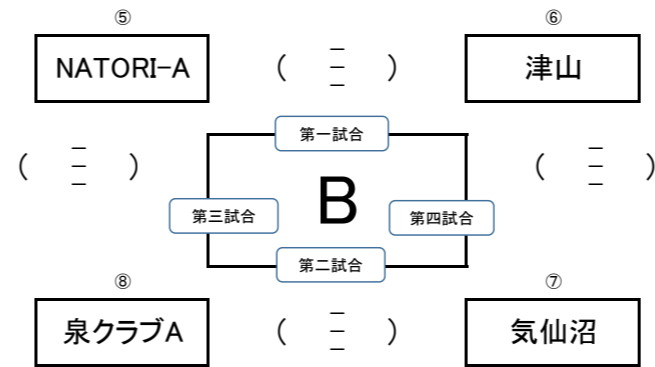 ⑤ ⑥
NATORI-A ( － － － ) 津山
第一試合
( － － － ) B ( － － － )
第三試合 第四試合
第二試合
⑧ ⑦
泉クラブA ( － － － ) 気仙沼